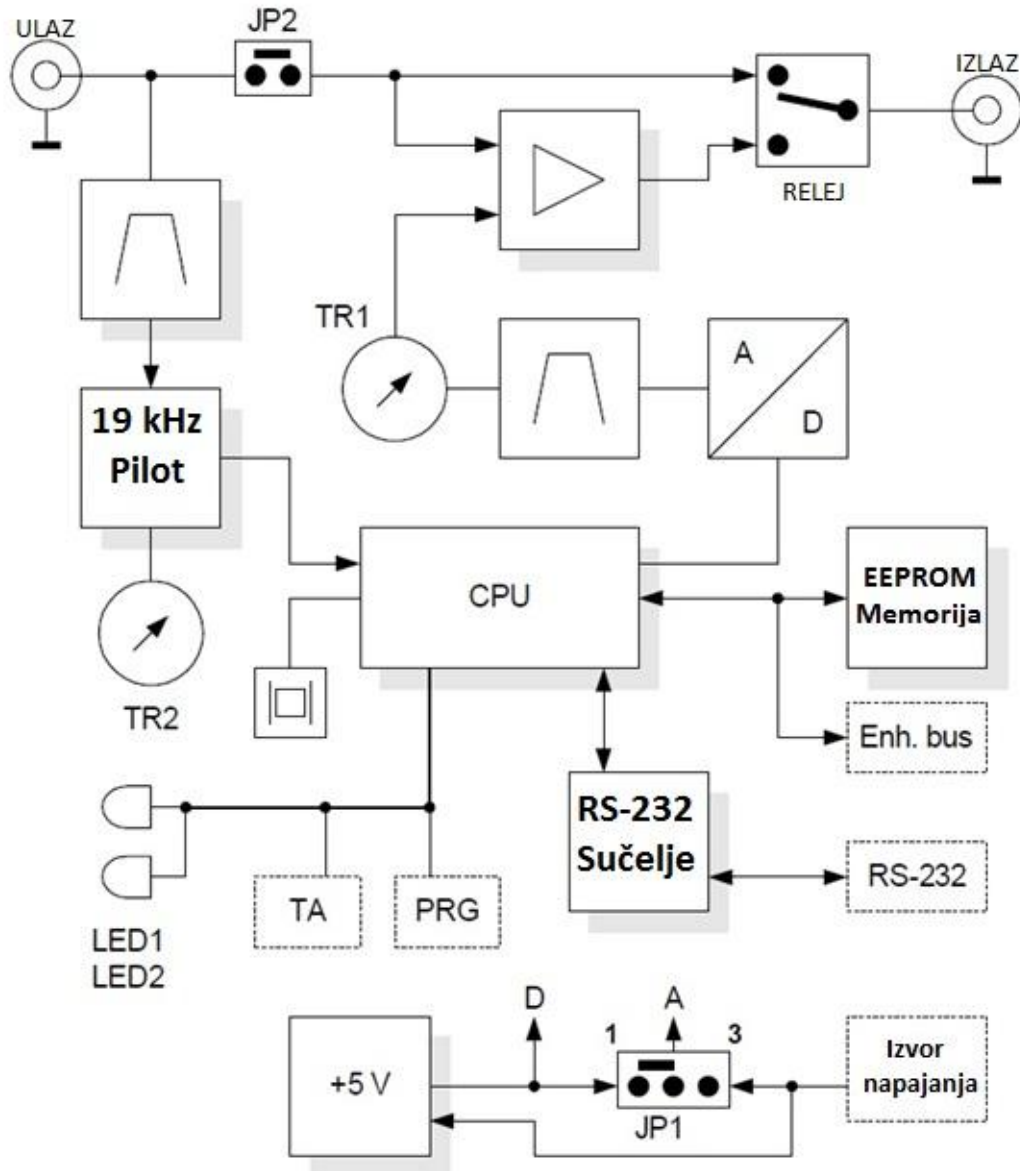 ULAZ
JP2
IZLAZ
RELEJ
TR1
A
D
19 kHz
Pilot
CPU
EEPROM
Memorija
TR2
Enh. bus
RS-232
Sučelje
RS-232
TA
PRG
LED1
LED2
D
A
1
3
+5 V
Izvor
napajanja
JP1